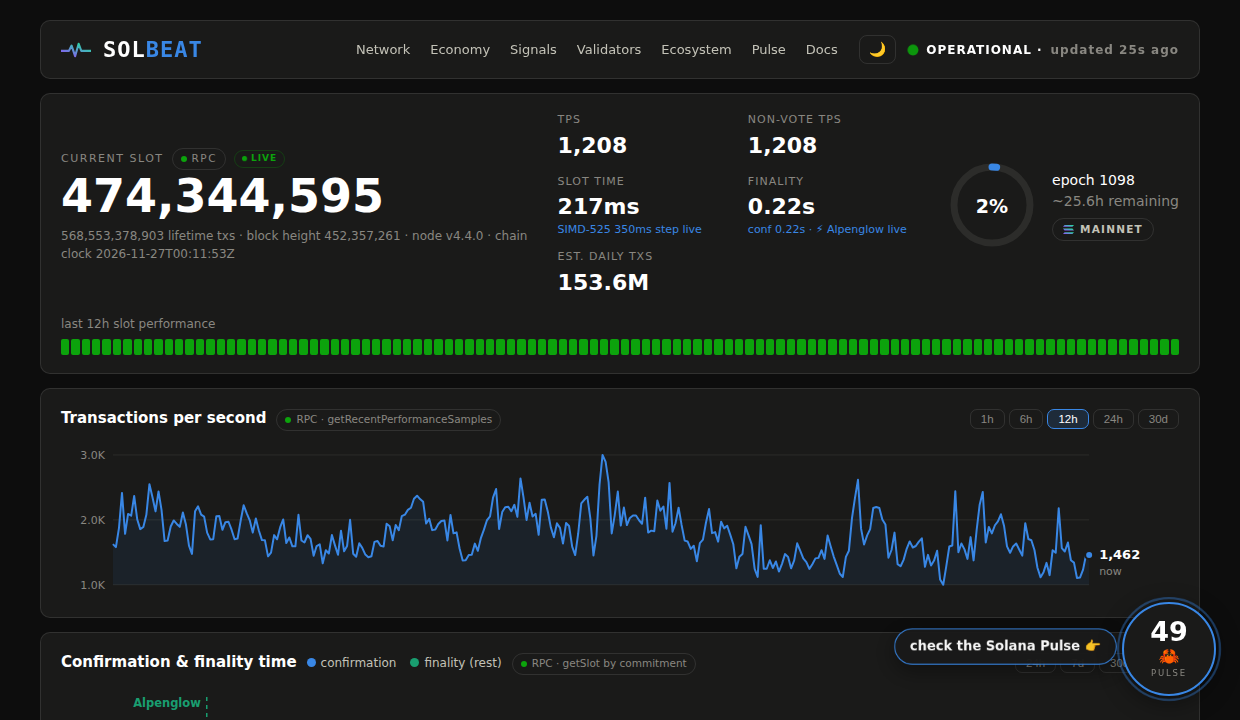 SOLBEAT
Network Economy Signals Validators Ecosystem Pulse Docs
OPERATIONAL · updated 25s ago
CURRENT SLOT RPC LIVE
474,344,595
568,553,378,903 lifetime txs · block height 452,357,261 · node v4.4.0 · chain
clock 2026-11-27T00:11:53Z
TPS
1,208
NON-VOTE TPS
1,208
SLOT TIME
217ms
SIMD-525 350ms step live
FINALITY
0.22s
conf 0.22s · ⚡ Alpenglow live
EST. DAILY TXS
153.6M
2%
epoch 1098
~25.6h remaining
MAINNET
last 12h slot performance
Transactions per second RPC · getRecentPerformanceSamples
1h 6h 12h 24h 30d
3.0K
2.0K
1.0K
1,462
now
Confirmation & finality time confirmation finality (rest) RPC · getSlot by commitment
Alpenglow
check the Solana Pulse 👉
49
🦀
PULSE